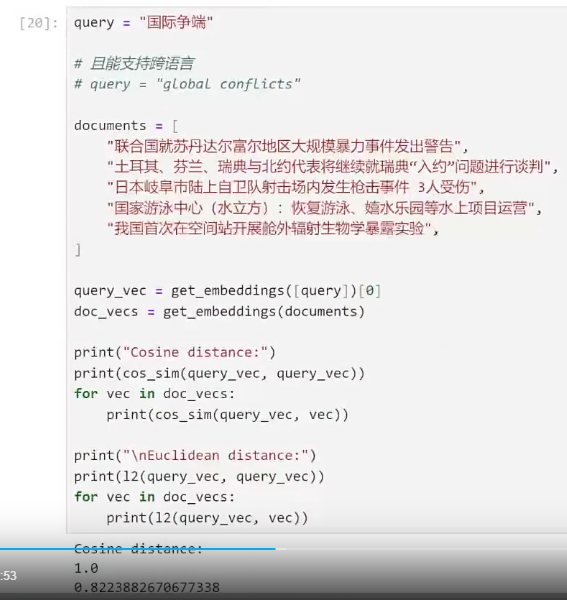 [20]: query = "国际争端"
# 且能支持跨语言
# query = "global conflicts"
documents = [
"联合国就苏丹达尔富尔地区大规模暴力事件发出警告",
"土耳其、芬兰、瑞典与北约代表将继续就瑞典“入约”问题进行谈判",
"日本岐阜市陆上自卫队射击场内发生枪击事件 3人受伤",
"国家游泳中心（水立方）：恢复游泳、嬉水乐园等水上项目运营",
"我国首次在空间站开展舱外辐射生物学暴露实验",
]
query_vec = get_embeddings([query])[0]
doc_vecs = get_embeddings(documents)
print("Cosine distance:")
print(cos_sim(query_vec, query_vec))
for vec in doc_vecs:
print(cos_sim(query_vec, vec))
print("\nEuclidean distance:")
print(l2(query_vec, query_vec))
for vec in doc_vecs:
print(l2(query_vec, vec))
Cosine distance:
:53
1.0
0.8223882670677338